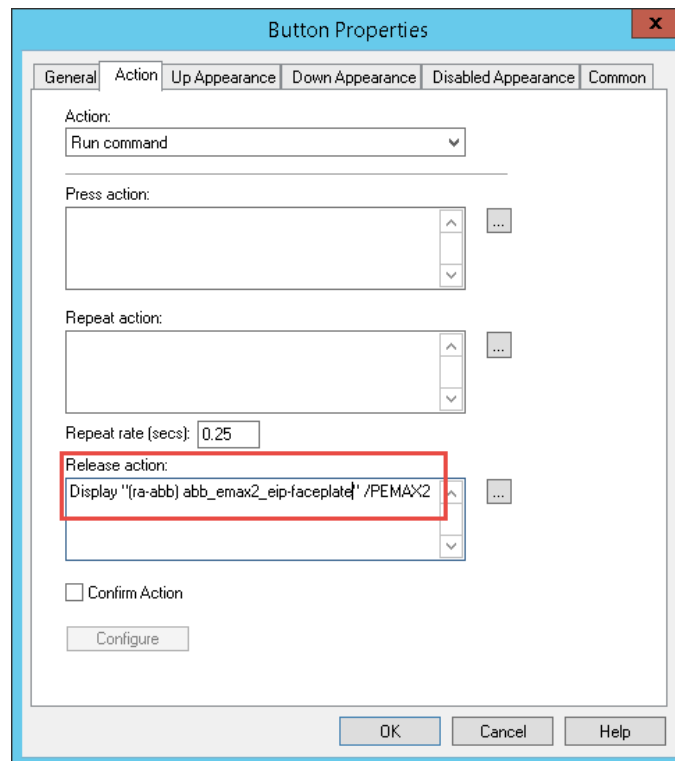 Button Properties
x
General Action Up Appearance Down Appearance Disabled Appearance Common
Action:
Run command
Press action:
...
Repeat action:
...
Repeat rate (secs): 0.25
Release action:
Display "(ra-abb) abb_emax2_eip-faceplate" /PEMAX2
...
Confirm Action
Configure
OK Cancel Help